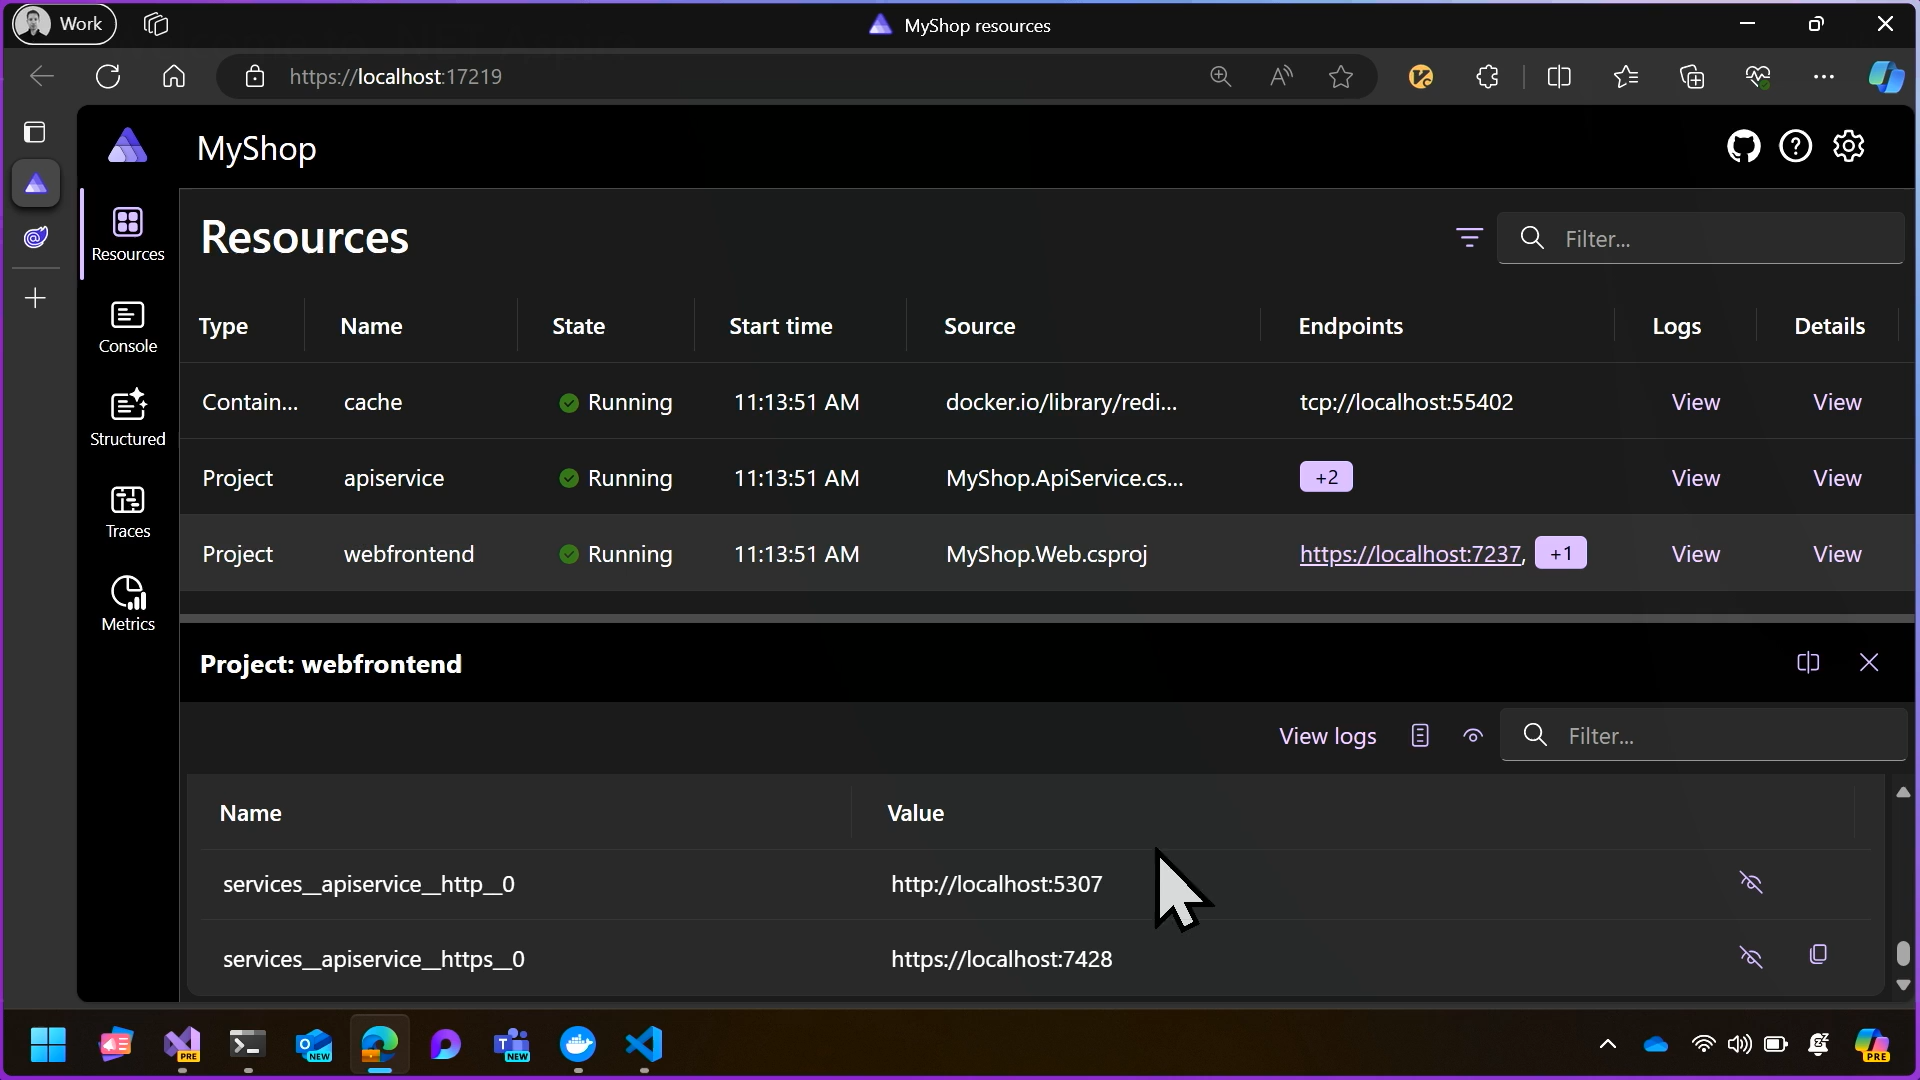 Work
MyShop resources
https://localhost:17219
MyShop
Resources
Filter...
Resources
Console
Structured
Traces
Metrics
Type Name State Start time Source Endpoints Logs Details
Contain... cache Running 11:13:51 AM docker.io/library/redi... tcp://localhost:55402 View View
Project apiservice Running 11:13:51 AM MyShop.ApiService.cs... +2 View View
Project webfrontend Running 11:13:51 AM MyShop.Web.csproj https://localhost:7237, +1 View View
Project: webfrontend
View logs Filter...
Name Value
services__apiservice__http__0 http://localhost:5307
services__apiservice__https__0 https://localhost:7428
PRE NEW NEW PRE